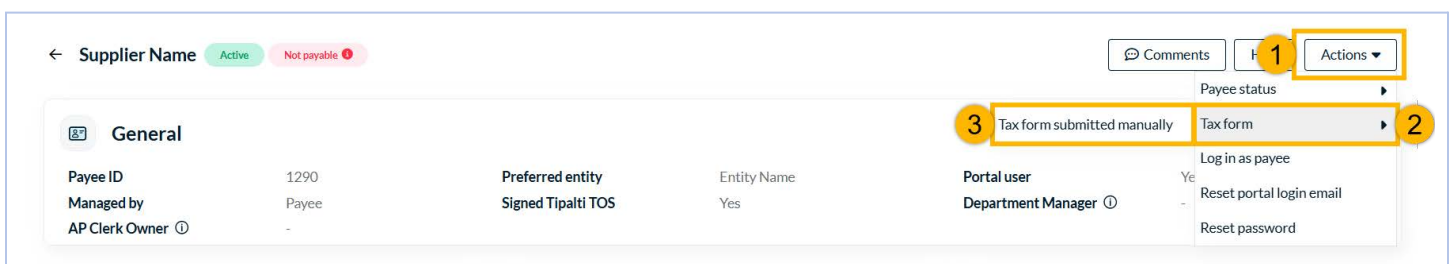 ← Supplier Name Active Not payable
Comments H 1 Actions
Payee status
General
3 Tax form submitted manually Tax form 2
Log in as payee
Payee ID 1290 Preferred entity Entity Name Portal user Ye
Reset portal login email
Managed by Payee Signed Tipalti TOS Yes Department Manager -
Reset password
AP Clerk Owner -